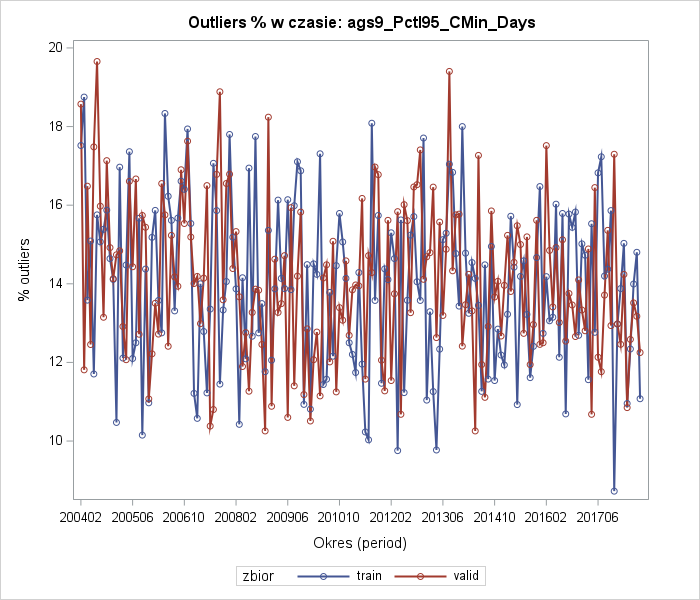 Outliers % w czasie: ags9_Pctl95_CMin_Days
20
18
16
14
12
10
% outliers
200402 200506 200610 200802 200906 201010 201202 201306 201410 201602 201706
Okres (period)
zbior train valid